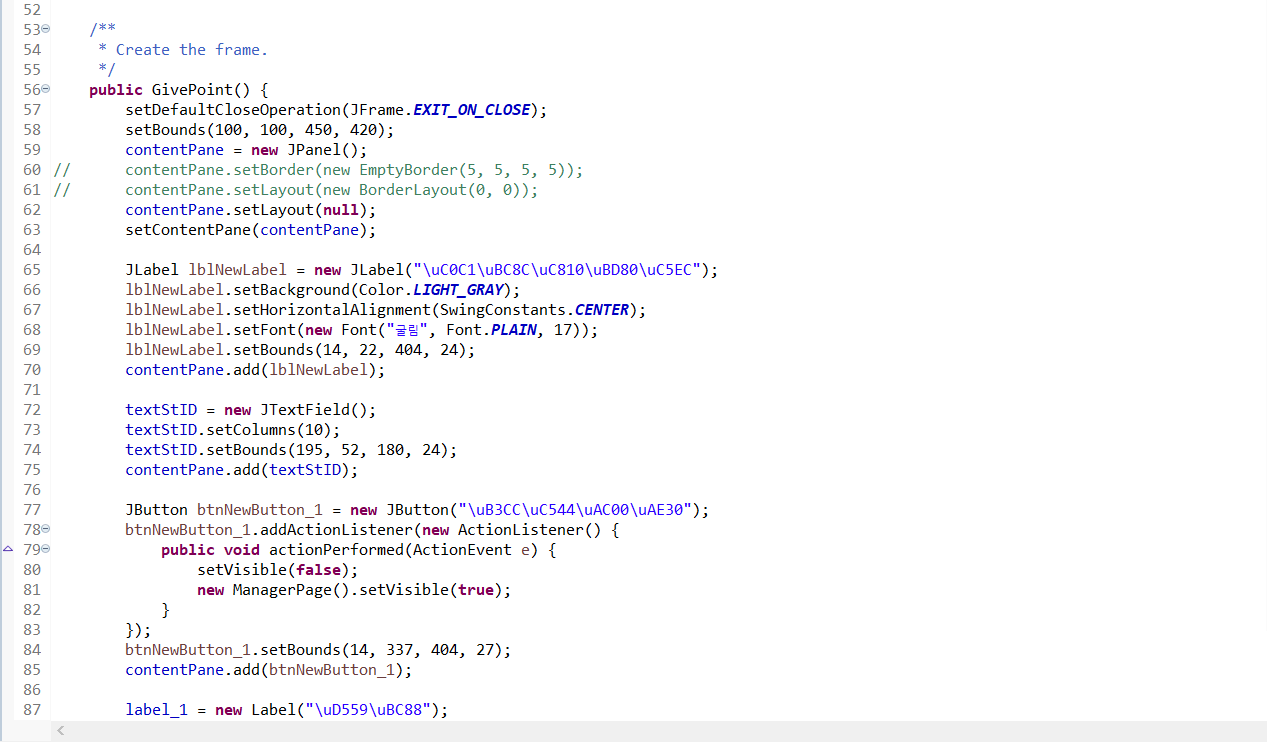 52
53 /**
54 * Create the frame.
55 */
56 public GivePoint() {
57 setDefaultCloseOperation(JFrame.EXIT_ON_CLOSE);
58 setBounds(100, 100, 450, 420);
59 contentPane = new JPanel();
60 // contentPane.setBorder(new EmptyBorder(5, 5, 5, 5));
61 // contentPane.setLayout(new BorderLayout(0, 0));
62 contentPane.setLayout(null);
63 setContentPane(contentPane);
64
65 JLabel lblNewLabel = new JLabel("\uC0C1\uBC8C\uC810\uBD80\uC5EC");
66 lblNewLabel.setBackground(Color.LIGHT_GRAY);
67 lblNewLabel.setHorizontalAlignment(SwingConstants.CENTER);
68 lblNewLabel.setFont(new Font("굴림", Font.PLAIN, 17));
69 lblNewLabel.setBounds(14, 22, 404, 24);
70 contentPane.add(lblNewLabel);
71
72 textStID = new JTextField();
73 textStID.setColumns(10);
74 textStID.setBounds(195, 52, 180, 24);
75 contentPane.add(textStID);
76
77 JButton btnNewButton_1 = new JButton("\uB3CC\uC544\uAC00\uAE30");
78 btnNewButton_1.addActionListener(new ActionListener() {
79 public void actionPerformed(ActionEvent e) {
80 setVisible(false);
81 new ManagerPage().setVisible(true);
82 }
83 });
84 btnNewButton_1.setBounds(14, 337, 404, 27);
85 contentPane.add(btnNewButton_1);
86
87 label_1 = new Label("\uD559\uBC88");